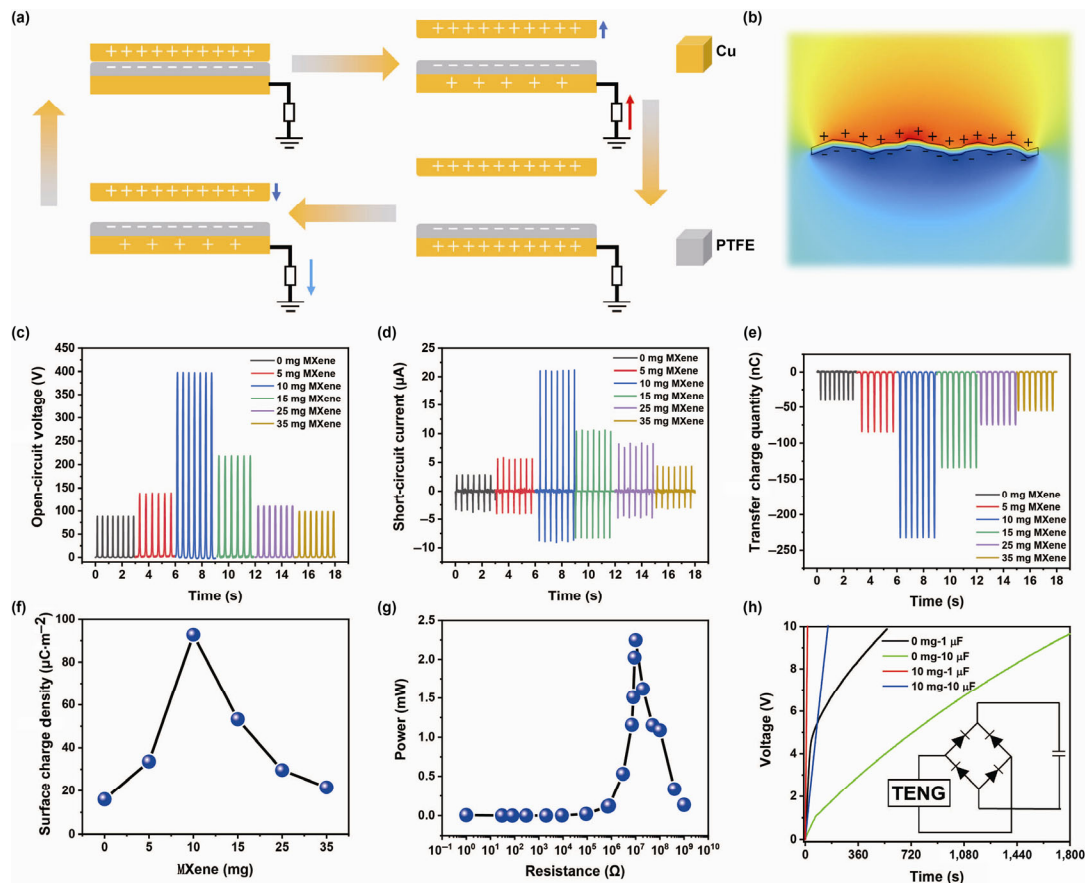 (a)
Cu
PTFE
(b)
(c)
Open-circuit voltage (V)
450
400
350
300
250
200
150
100
50
0
0 mg MXene
5 mg MXene
10 mg MXene
15 mg MXene
25 mg MXene
35 mg MXene
0 2 4 6 8 10 12 14 16 18
Time (s)
(d)
Short-circuit current (μA)
25
20
15
10
5
0
−5
−10
0 mg MXene
5 mg MXene
10 mg MXene
15 mg MXene
25 mg MXene
35 mg MXene
0 2 4 6 8 10 12 14 16 18
Time (s)
(e)
Transfer charge quantity (nC)
0
−50
−100
−150
−200
−250
0 mg MXene
5 mg MXene
10 mg MXene
15 mg MXene
25 mg MXene
35 mg MXene
0 2 4 6 8 10 12 14 16 18
Time (s)
(f)
Surface charge density (μC·m−2)
100
80
60
40
20
0
0 5 10 15 25 35
MXene (mg)
(g)
Power (mW)
2.5
2.0
1.5
1.0
0.5
0.0
10−1 100 101 102 103 104 105 106 107 108 109 1010
Resistance (Ω)
(h)
Voltage (V)
10
8
6
4
2
0
0 mg-1 μF
0 mg-10 μF
10 mg-1 μF
10 mg-10 μF
TENG
0 360 720 1,080 1,440 1,800
Time (s)